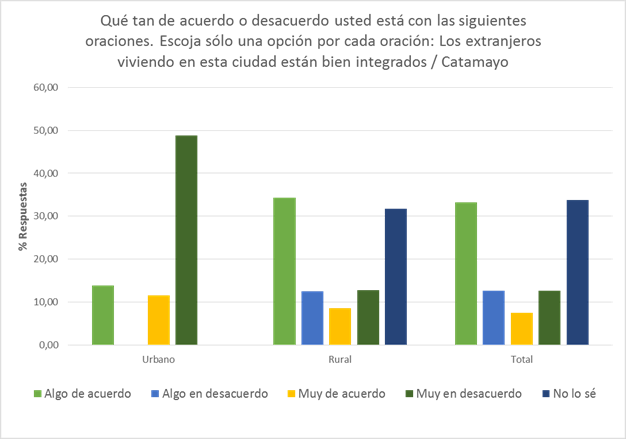 Qué tan de acuerdo o desacuerdo usted está con las siguientes
oraciones. Escoja sólo una opción por cada oración: Los extranjeros
viviendo en esta ciudad están bien integrados / Catamayo
60,00
50,00
40,00
30,00
20,00
10,00
0,00
% Respuestas
Urbano Rural Total
Algo de acuerdo Algo en desacuerdo Muy de acuerdo Muy en desacuerdo No lo sé